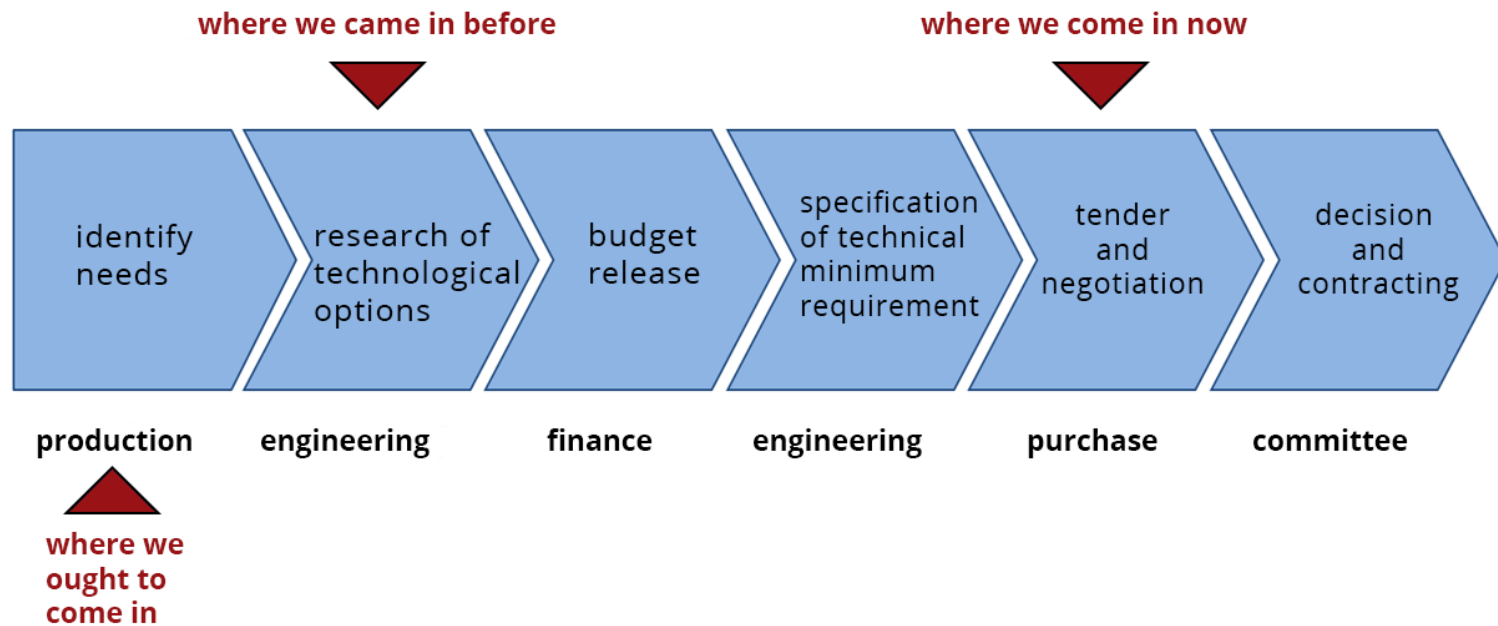 where we came in before
where we come in now
identify
needs
research of
technological
options
budget
release
specification
of technical
minimum
requirement
tender
and
negotiation
decision
and
contracting
production
engineering
finance
engineering
purchase
committee
where we
ought to
come in